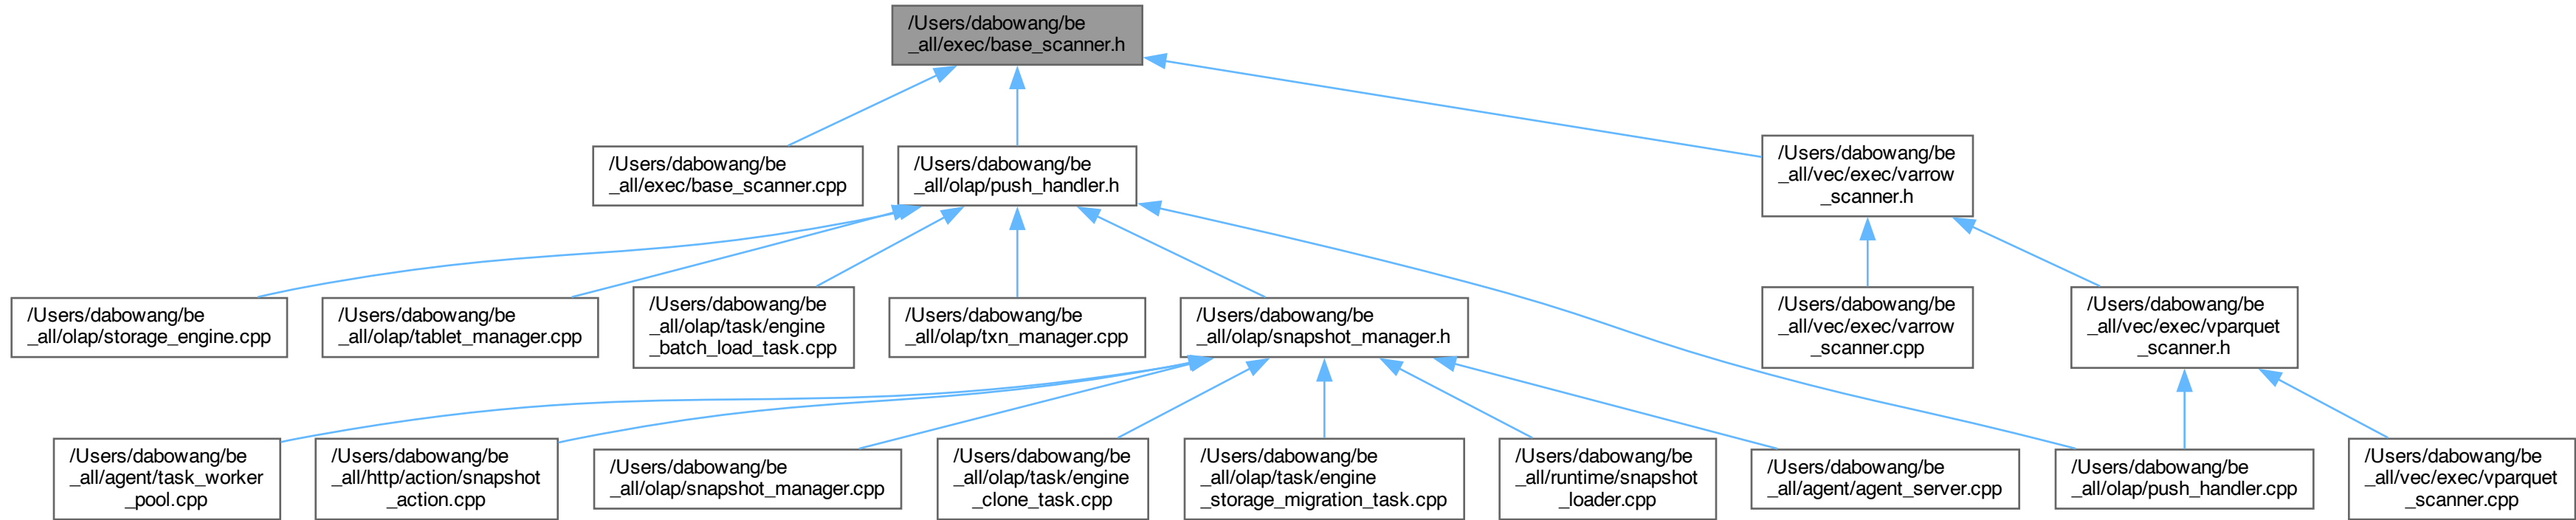 /Users/dabowang/be
_all/exec/base_scanner.h
/Users/dabowang/be
_all/exec/base_scanner.cpp
/Users/dabowang/be
_all/olap/push_handler.h
/Users/dabowang/be
_all/vec/exec/varrow
_scanner.h
/Users/dabowang/be
_all/olap/storage_engine.cpp
/Users/dabowang/be
_all/olap/tablet_manager.cpp
/Users/dabowang/be
_all/olap/task/engine
_batch_load_task.cpp
/Users/dabowang/be
_all/olap/txn_manager.cpp
/Users/dabowang/be
_all/olap/snapshot_manager.h
/Users/dabowang/be
_all/vec/exec/varrow
_scanner.cpp
/Users/dabowang/be
_all/vec/exec/vparquet
_scanner.h
/Users/dabowang/be
_all/agent/task_worker
_pool.cpp
/Users/dabowang/be
_all/http/action/snapshot
_action.cpp
/Users/dabowang/be
_all/olap/snapshot_manager.cpp
/Users/dabowang/be
_all/olap/task/engine
_clone_task.cpp
/Users/dabowang/be
_all/olap/task/engine
_storage_migration_task.cpp
/Users/dabowang/be
_all/runtime/snapshot
_loader.cpp
/Users/dabowang/be
_all/agent/agent_server.cpp
/Users/dabowang/be
_all/olap/push_handler.cpp
/Users/dabowang/be
_all/vec/exec/vparquet
_scanner.cpp